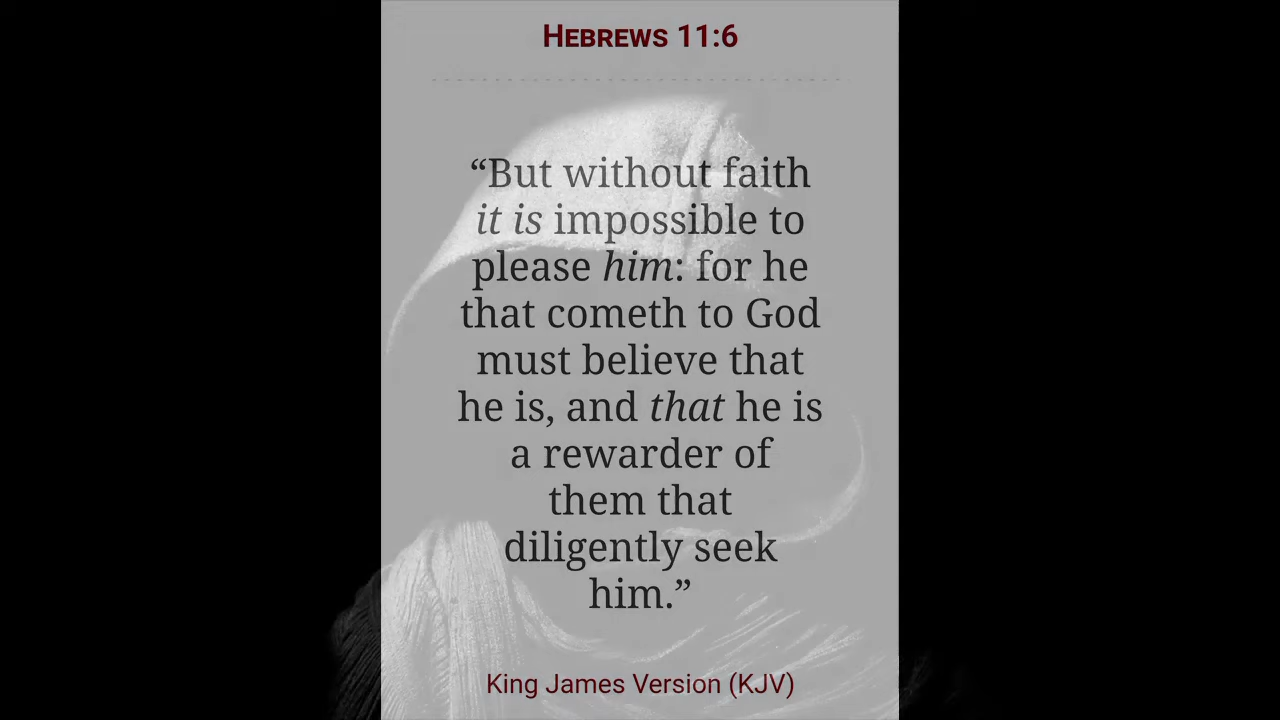 Hebrews 11:6
“But without faith
it is impossible to
please him: for he
that cometh to God
must believe that
he is, and that he is
a rewarder of
them that
diligently seek
him.”
King James Version (KJV)